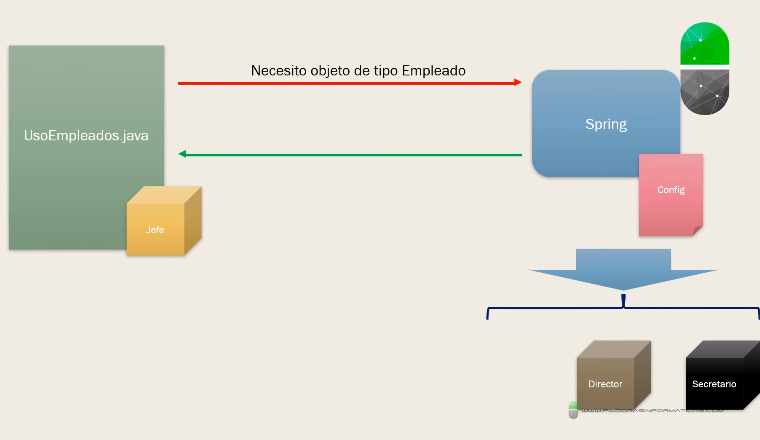 Necesito objeto de tipo Empleado
UsoEmpleados.java
Spring
Config
Jefe
Director
Secretario